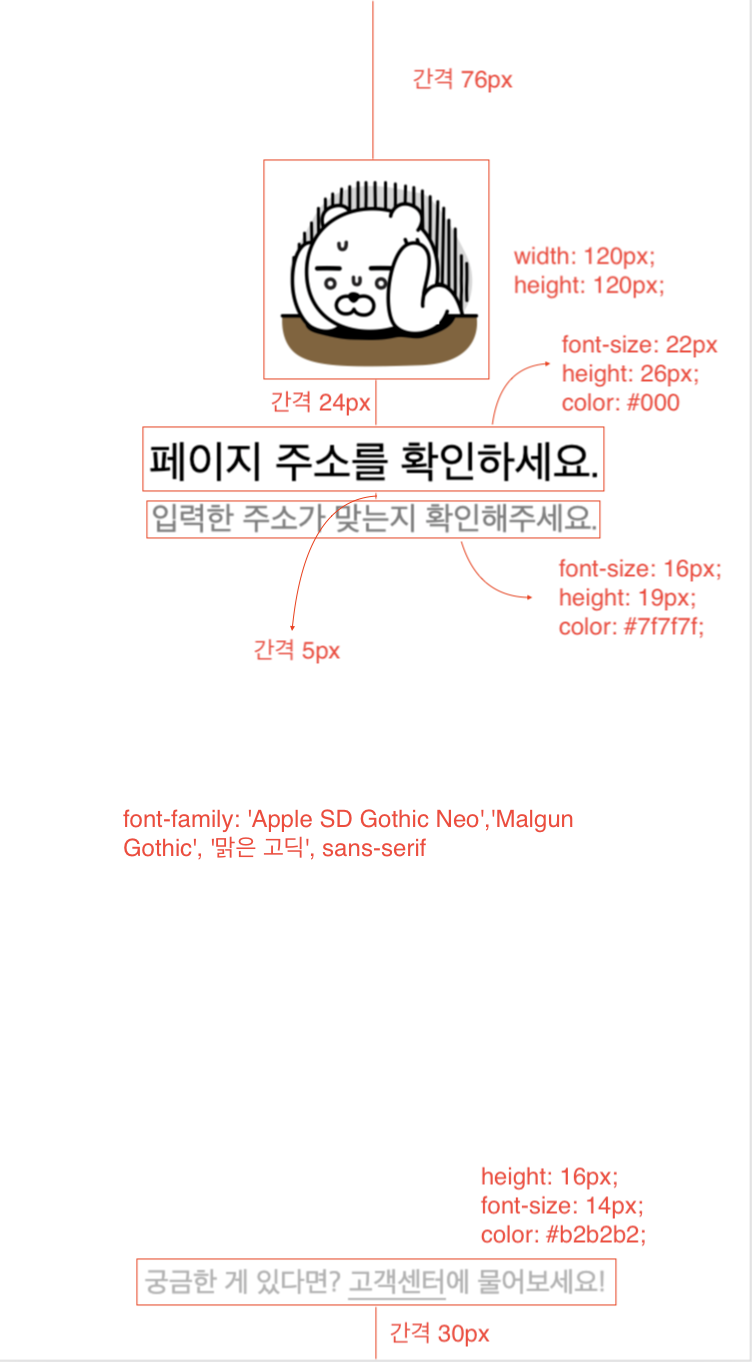 간격 76px
width: 120px;
height: 120px;
font-size: 22px
height: 26px;
color: #000
간격 24px
페이지 주소를 확인하세요.
입력한 주소가 맞는지 확인해주세요.
font-size: 16px;
height: 19px;
color: #7f7f7f;
간격 5px
font-family: 'Apple SD Gothic Neo','Malgun
Gothic', '맑은 고딕', sans-serif
height: 16px;
font-size: 14px;
color: #b2b2b2;
궁금한 게 있다면? 고객센터에 물어보세요!
간격 30px